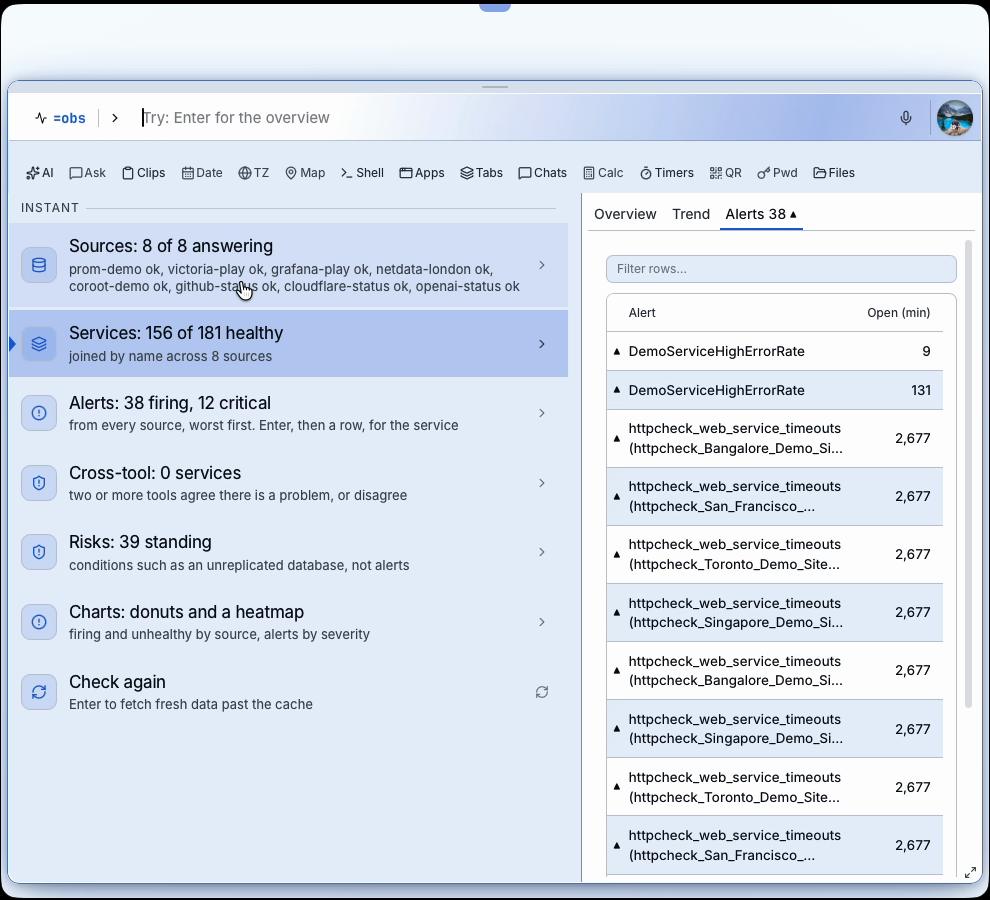 =obs
Try: Enter for the overview
AI Ask Clips Date TZ Map Shell Apps Tabs Chats Calc Timers QR Pwd Files
INSTANT
Sources: 8 of 8 answering
prom-demo ok, victoria-play ok, grafana-play ok, netdata-london ok,
coroot-demo ok, github-status ok, cloudflare-status ok, openai-status ok
Services: 156 of 181 healthy
joined by name across 8 sources
Alerts: 38 firing, 12 critical
from every source, worst first. Enter, then a row, for the service
Cross-tool: 0 services
two or more tools agree there is a problem, or disagree
Risks: 39 standing
conditions such as an unreplicated database, not alerts
Charts: donuts and a heatmap
firing and unhealthy by source, alerts by severity
Check again
Enter to fetch fresh data past the cache
Overview Trend Alerts 38 ▲
Filter rows...
Alert Open (min)
▲ DemoServiceHighErrorRate 9
▲ DemoServiceHighErrorRate 131
▲ httpcheck_web_service_timeouts 2,677
(httpcheck_Bangalore_Demo_Si...
▲ httpcheck_web_service_timeouts 2,677
(httpcheck_San_Francisco_...
▲ httpcheck_web_service_timeouts 2,677
(httpcheck_Toronto_Demo_Site...
▲ httpcheck_web_service_timeouts 2,677
(httpcheck_Singapore_Demo_Si...
▲ httpcheck_web_service_timeouts 2,677
(httpcheck_Bangalore_Demo_Si...
▲ httpcheck_web_service_timeouts 2,677
(httpcheck_Singapore_Demo_Si...
▲ httpcheck_web_service_timeouts 2,677
(httpcheck_Toronto_Demo_Site...
▲ httpcheck_web_service_timeouts 2,677
(httpcheck_San_Francisco_...